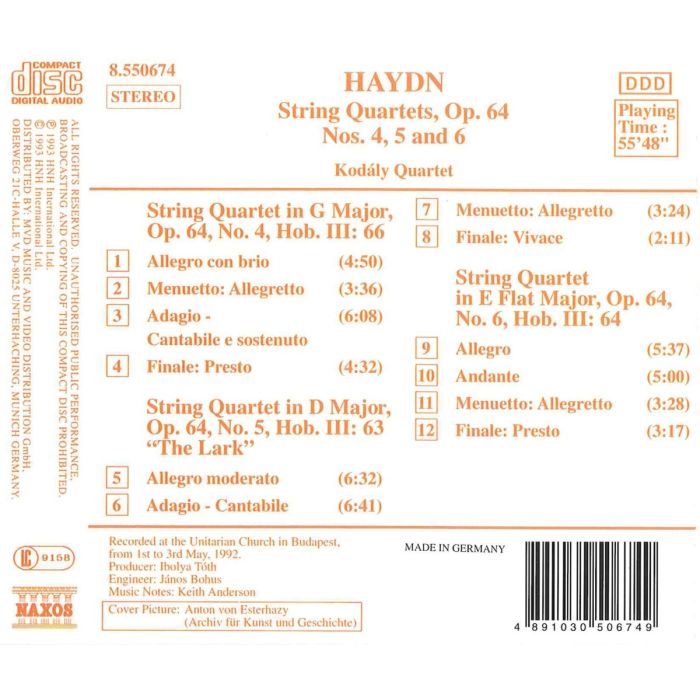 COMPACT
disc
DIGITAL AUDIO
8.550674
STEREO
HAYDN
String Quartets, Op. 64
Nos. 4, 5 and 6
Kodály Quartet
DDD
Playing
Time :
55'48"
String Quartet in G Major,
Op. 64, No. 4, Hob. III: 66
1 Allegro con brio (4:50)
2 Menuetto: Allegretto (3:36)
3 Adagio - (6:08)
Cantabile e sostenuto
4 Finale: Presto (4:32)
String Quartet in D Major,
Op. 64, No. 5, Hob. III: 63
“The Lark”
5 Allegro moderato (6:32)
6 Adagio - Cantabile (6:41)
7 Menuetto: Allegretto (3:24)
8 Finale: Vivace (2:11)
String Quartet
in E Flat Major, Op. 64,
No. 6, Hob. III: 64
9 Allegro (5:37)
10 Andante (5:00)
11 Menuetto: Allegretto (3:28)
12 Finale: Presto (3:17)
Recorded at the Unitarian Church in Budapest,
from 1st to 3rd May, 1992.
Producer: Ibolya Tóth
Engineer: János Bohus
Music Notes: Keith Anderson
Cover Picture: Anton von Esterhazy
(Archiv für Kunst und Geschichte)
MADE IN GERMANY
4 891030 506749
LC 9158
NAXOS
ALL RIGHTS RESERVED. UNAUTHORISED PUBLIC PERFORMANCE,
BROADCASTING AND COPYING OF THIS COMPACT DISC PROHIBITED.
℗ 1993 HNH International Ltd.
© 1993 HNH International Ltd.
DISTRIBUTED BY: MVD MUSIC AND VIDEO DISTRIBUTION GmbH,
OBERWEG 21C-HALLE V, D-8025 UNTERHACHING, MUNICH GERMANY.